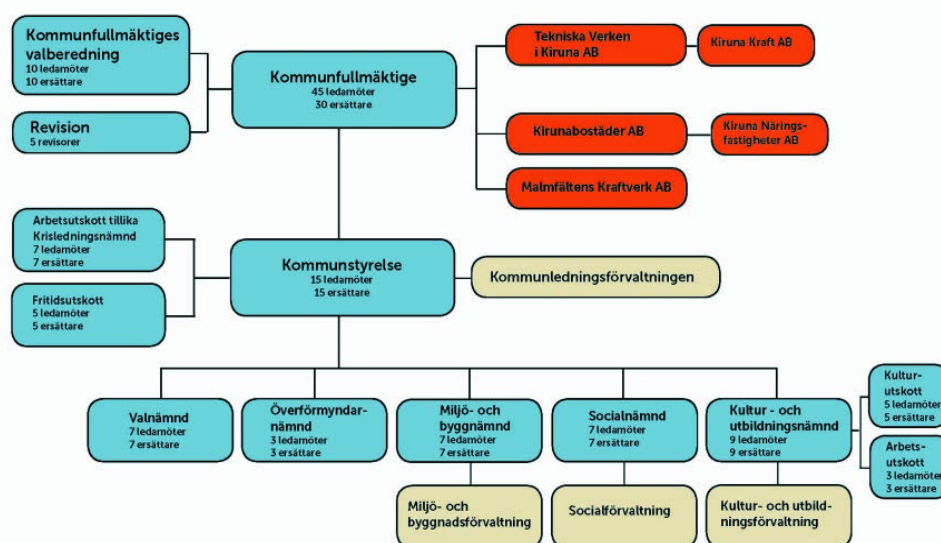 Kommunfullmäktiges
valberedning
10 ledamöter
10 ersättare
Revision
5 revisorer
Kommunfullmäktige
45 ledamöter
30 ersättare
Tekniska Verken
i Kiruna AB
Kiruna Kraft AB
Kirunabostäder AB
Kiruna Närings-
fastigheter AB
Malmfältens Kraftverk AB
Arbetsutskott tillika
Krisledningsnämnd
7 ledamöter
7 ersättare
Fritidsutskott
5 ledamöter
5 ersättare
Kommunstyrelse
15 ledamöter
15 ersättare
Kommunledningsförvaltningen
Valnämnd
7 ledamöter
7 ersättare
Överförmyndar-
nämnd
3 ledamöter
3 ersättare
Miljö- och
byggnämnd
7 ledamöter
7 ersättare
Socialnämnd
7 ledamöter
7 ersättare
Kultur - och
utbildningsnämnd
9 ledamöter
9 ersättare
Kultur-
utskott
5 ledamöter
5 ersättare
Arbets-
utskott
3 ledamöter
3 ersättare
Miljö- och
byggnadsförvaltning
Socialförvaltning
Kultur- och utbild-
ningsförvaltning